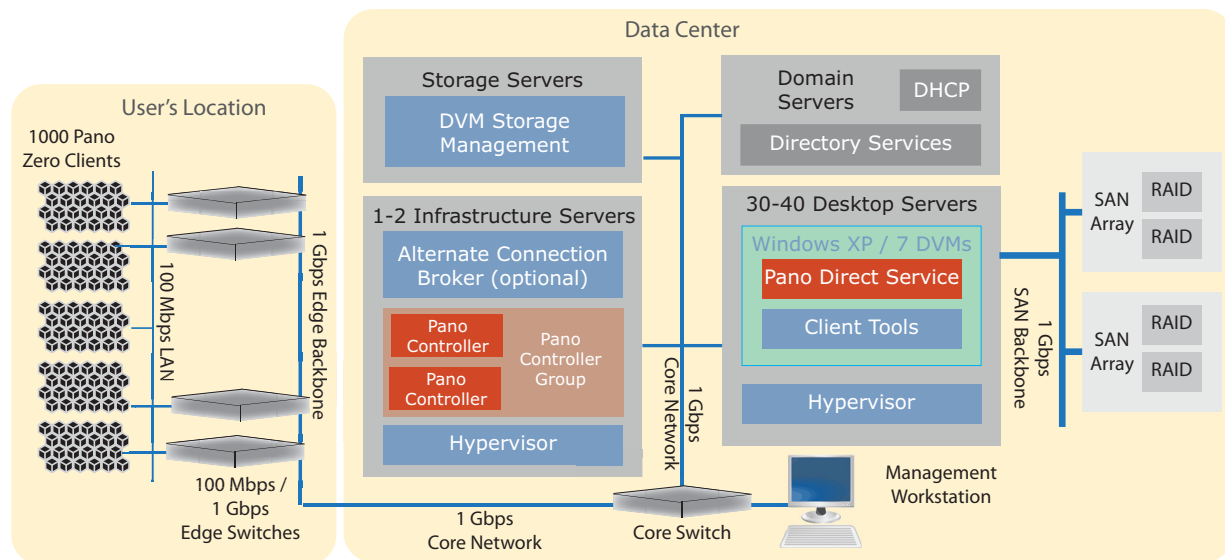 Data Center
User's Location
1000 Pano
Zero Clients
100 Mbps LAN
1 Gbps Edge Backbone
100 Mbps /
1 Gbps
Edge Switches
Storage Servers
DVM Storage
Management
1-2 Infrastructure Servers
Alternate Connection
Broker (optional)
Pano
Controller
Pano
Controller
Pano
Controller
Group
Hypervisor
Domain
Servers
DHCP
Directory Services
30-40 Desktop Servers
Windows XP / 7 DVMs
Pano Direct Service
Client Tools
Hypervisor
1 Gbps
Core Network
1 Gbps
SAN Backbone
SAN
Array
RAID
RAID
SAN
Array
RAID
RAID
Management
Workstation
Core Switch
1 Gbps
Core Network